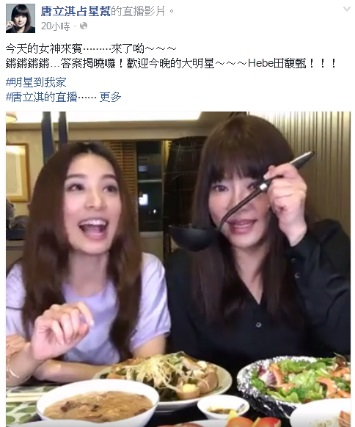 唐立淇占星幫的直播影片。
20小時 ·
今天的女神來賓………來了呦～～～
鏘鏘鏘鏘…答案揭曉囉！歡迎今晚的大明星～～～Hebe田馥甄！！！
#明星到我家
#唐立淇的直播…… 更多